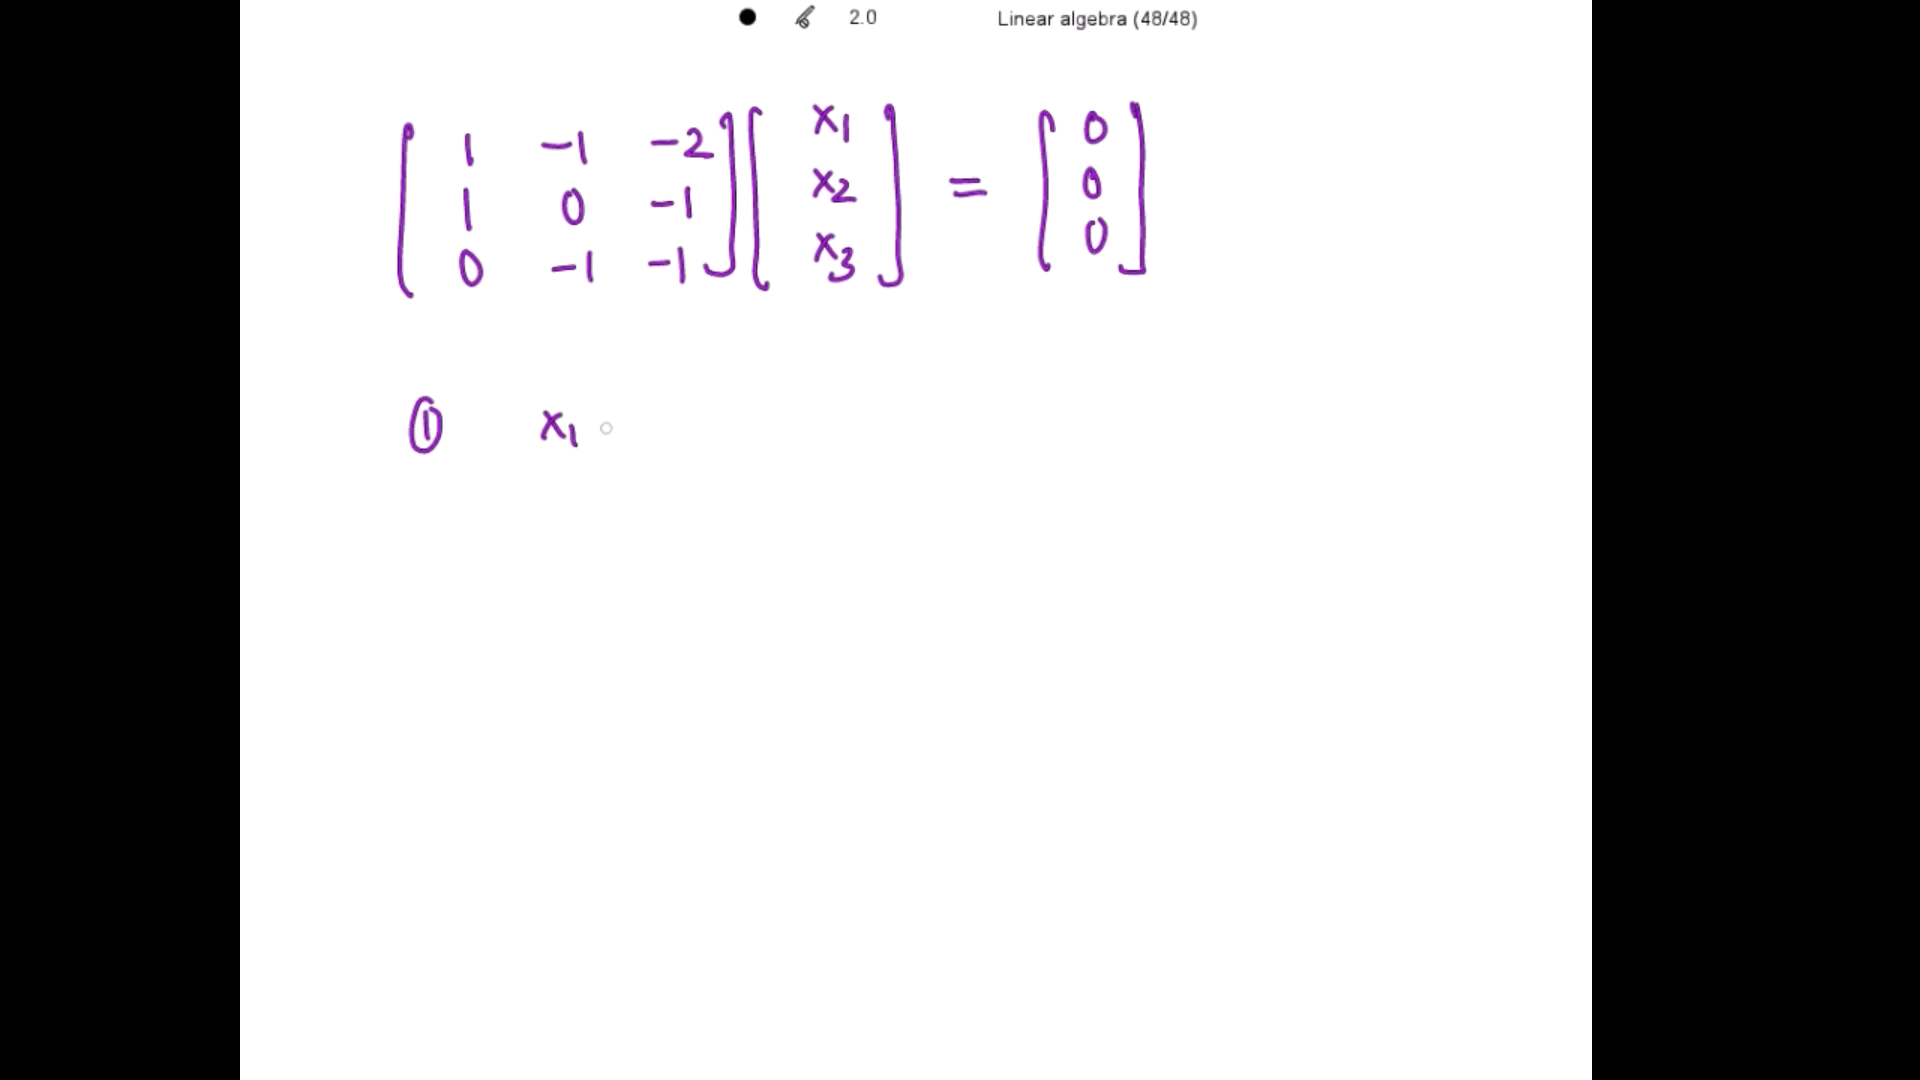 2.0 Linear algebra (48/48)
[ 1 -1 -2 ] [ x1 ] = [ 0 ]
[ 1 0 -1 ] [ x2 ] [ 0 ]
[ 0 -1 -1 ] [ x3 ] [ 0 ]
① x1